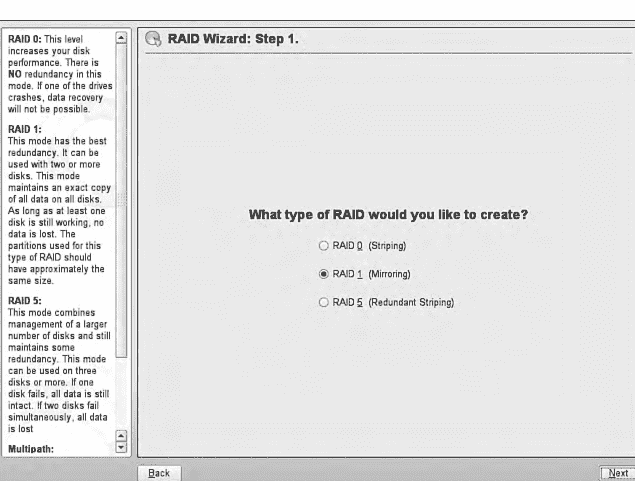 RAID 0: This level
increases your disk
performance. There is
NO redundancy in this
mode. If one of the drives
crashes, data recovery
will not be possible.
RAID 1:
This mode has the best
redundancy. It can be
used with two or more
disks. This mode
maintains an exact copy
of all data on all disks.
As long as at least one
disk is still working, no
data is lost. The
partitions used for this
type of RAID should
have approximately the
same size.
RAID 5:
This mode combines
management of a larger
number of disks and still
maintains some
redundancy. This mode
can be used on three
disks or more. If one
disk fails, all data is still
intact. If two disks fail
simultaneously, all data
is lost
Multipath:
RAID Wizard: Step 1.
What type of RAID would you like to create?
RAID 0 (Striping)
RAID 1 (Mirroring)
RAID 5 (Redundant Striping)
Back
Next